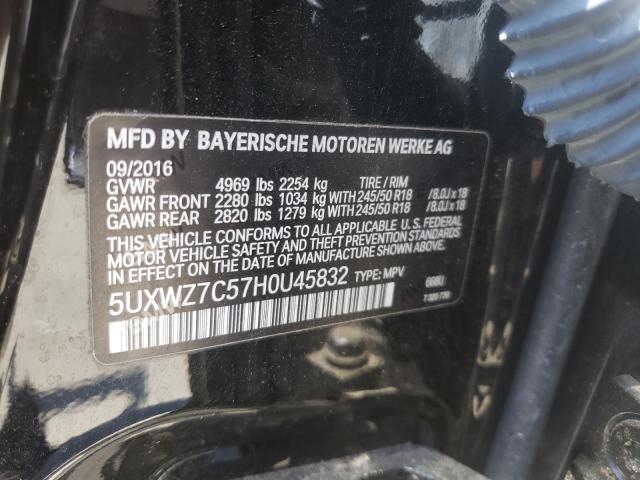 MFD BY BAYERISCHE MOTOREN WERKE AG
09/2016
GVWR 4969 lbs 2254 kg TIRE / RIM
GAWR FRONT 2280 lbs 1034 kg WITH 245/50 R18 /8.0J x 18
GAWR REAR 2820 lbs 1279 kg WITH 245/50 R18 /8.0J x 18
THIS VEHICLE CONFORMS TO ALL APPLICABLE U.S. FEDERAL
MOTOR VEHICLE SAFETY AND THEFT PREVENTION STANDARDS
IN EFFECT ON THE DATE OF MANUFACTURE SHOWN ABOVE.
5UXWZ7C57H0U45832 TYPE: MPV